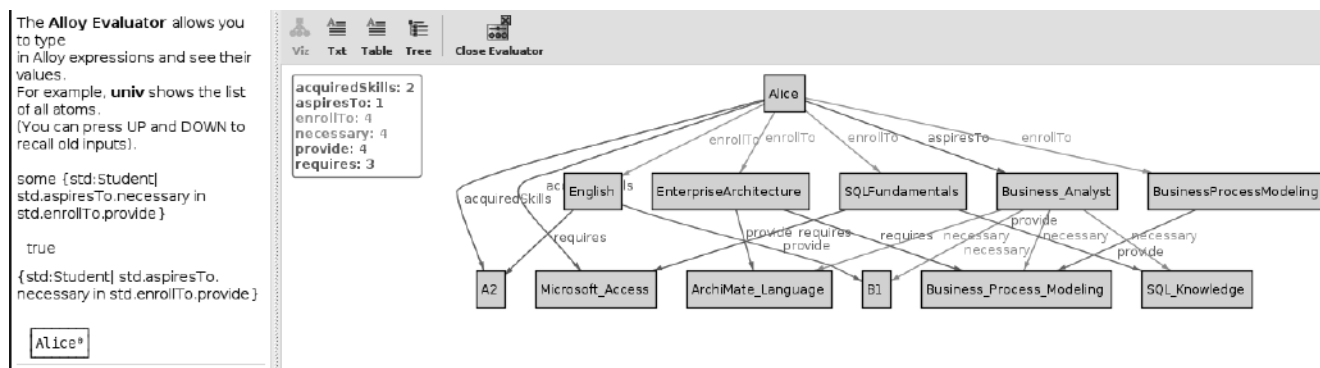 The Alloy Evaluator allows you
to type
in Alloy expressions and see their
values.
For example, univ shows the list
of all atoms.
(You can press UP and DOWN to
recall old inputs).
some {std:Student|
std.aspiresTo.necessary in
std.enrollTo.provide}
true
{std:Student| std.aspiresTo.
necessary in std.enrollTo.provide}
Alice⁰
Viz Txt Table Tree Close Evaluator
acquiredSkills: 2
aspiresTo: 1
enrollTo: 4
necessary: 4
provide: 4
requires: 3
Alice
enrollTo enrollTo enrollTo aspiresTo enrollTo
English EnterpriseArchitecture SQLFundamentals Business_Analyst BusinessProcessModeling
acquiredSkills
provide
requires provide requires requires necessary necessary necessary
provide necessary provide
A2 Microsoft_Access ArchiMate_Language B1 Business_Process_Modeling SQL_Knowledge